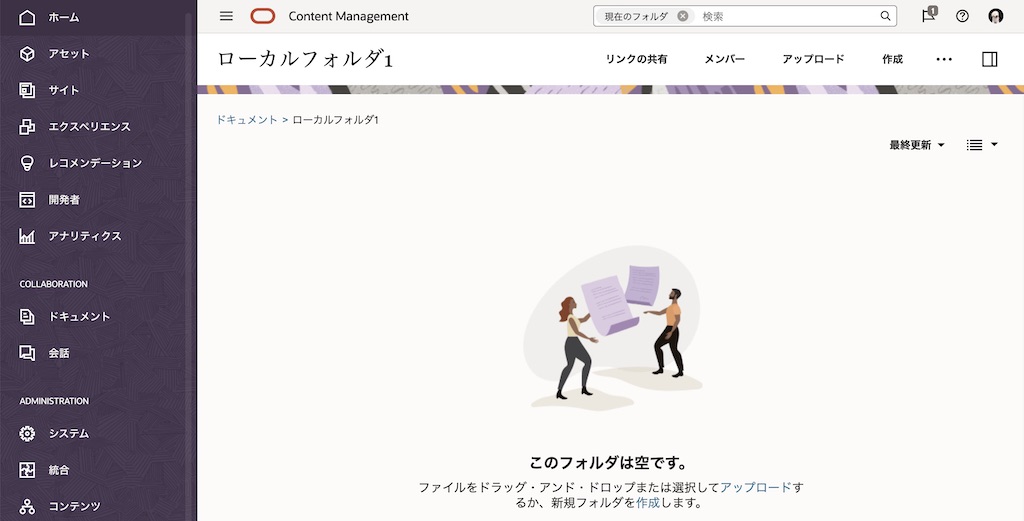 ホーム
アセット
サイト
エクスペリエンス
レコメンデーション
開発者
アナリティクス
COLLABORATION
ドキュメント
会話
ADMINISTRATION
システム
統合
コンテンツ
Content Management
現在のフォルダ 検索
1
ローカルフォルダ1
リンクの共有 メンバー アップロード 作成
ドキュメント > ローカルフォルダ1
最終更新
このフォルダは空です。
ファイルをドラッグ・アンド・ドロップまたは選択してアップロードす
るか、新規フォルダを作成します。